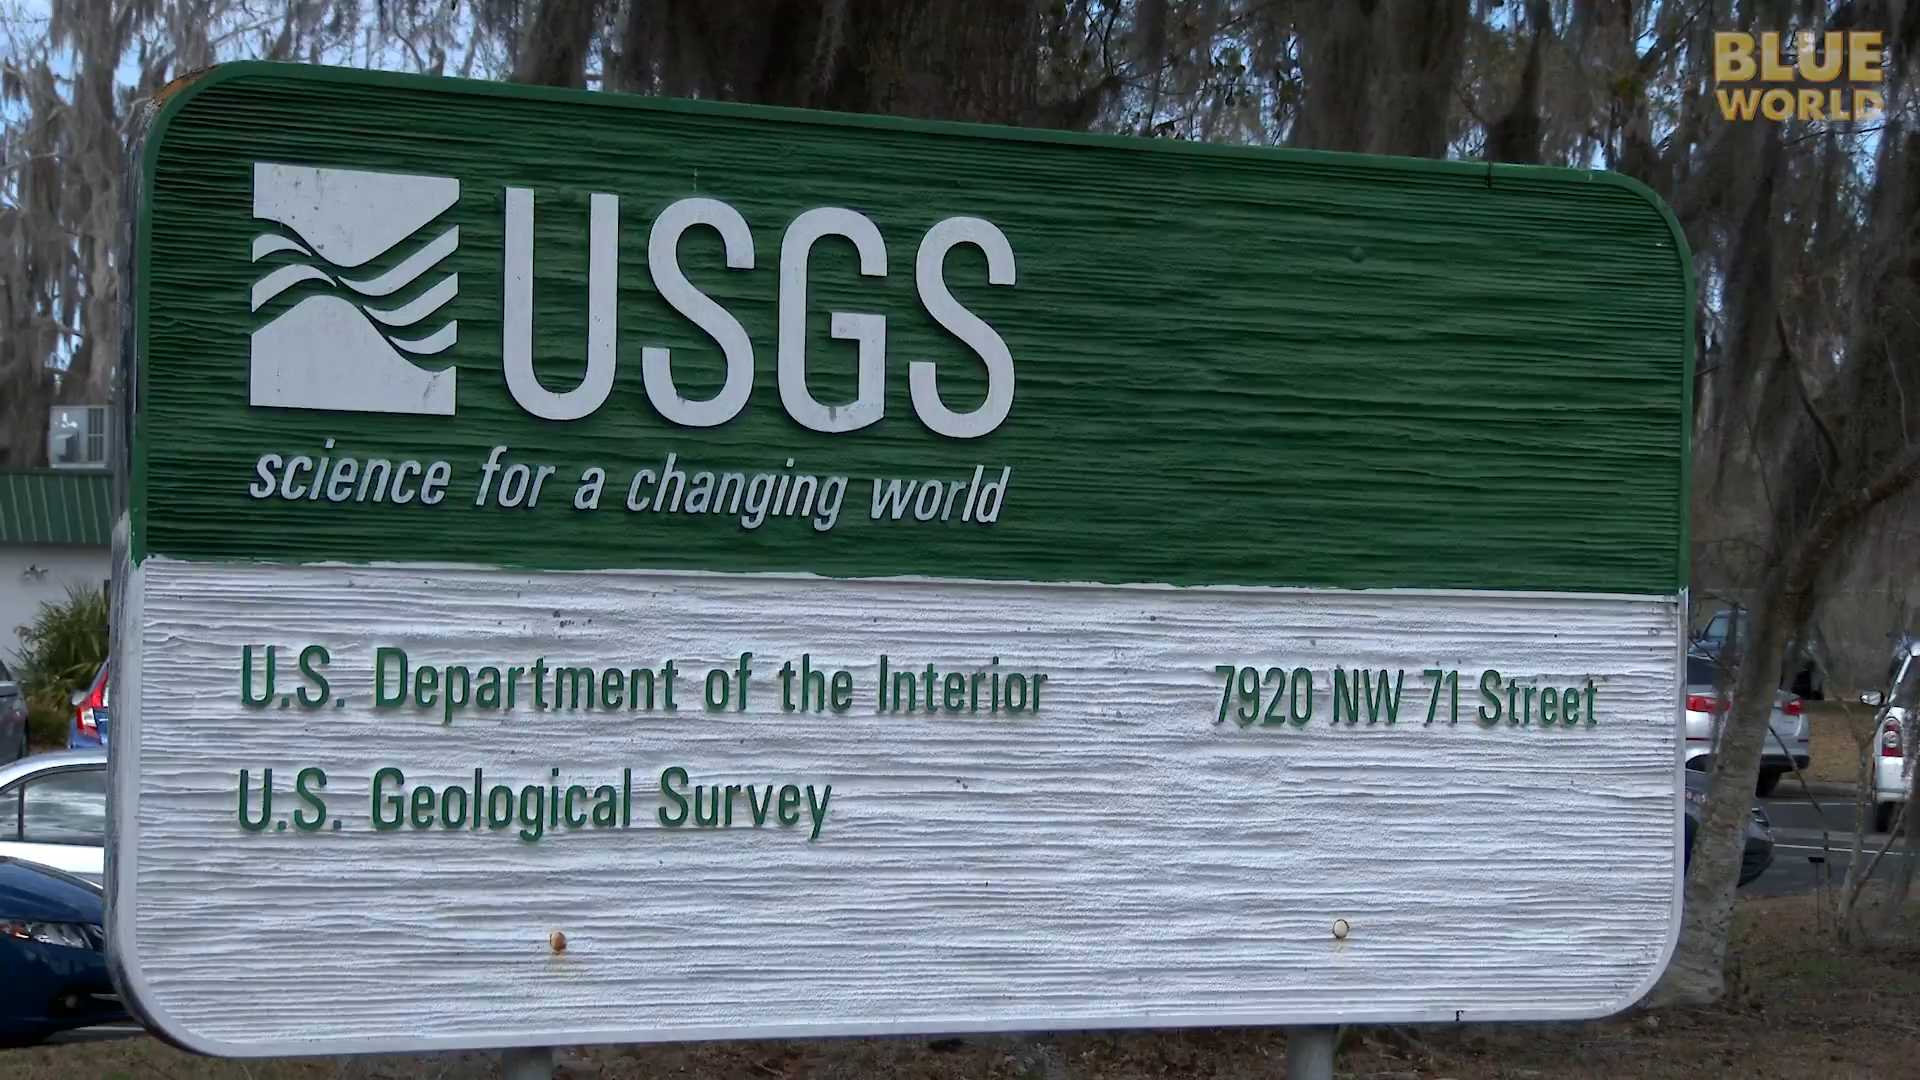 BLUE
WORLD
USGS
science for a changing world
U.S. Department of the Interior
7920 NW 71 Street
U.S. Geological Survey